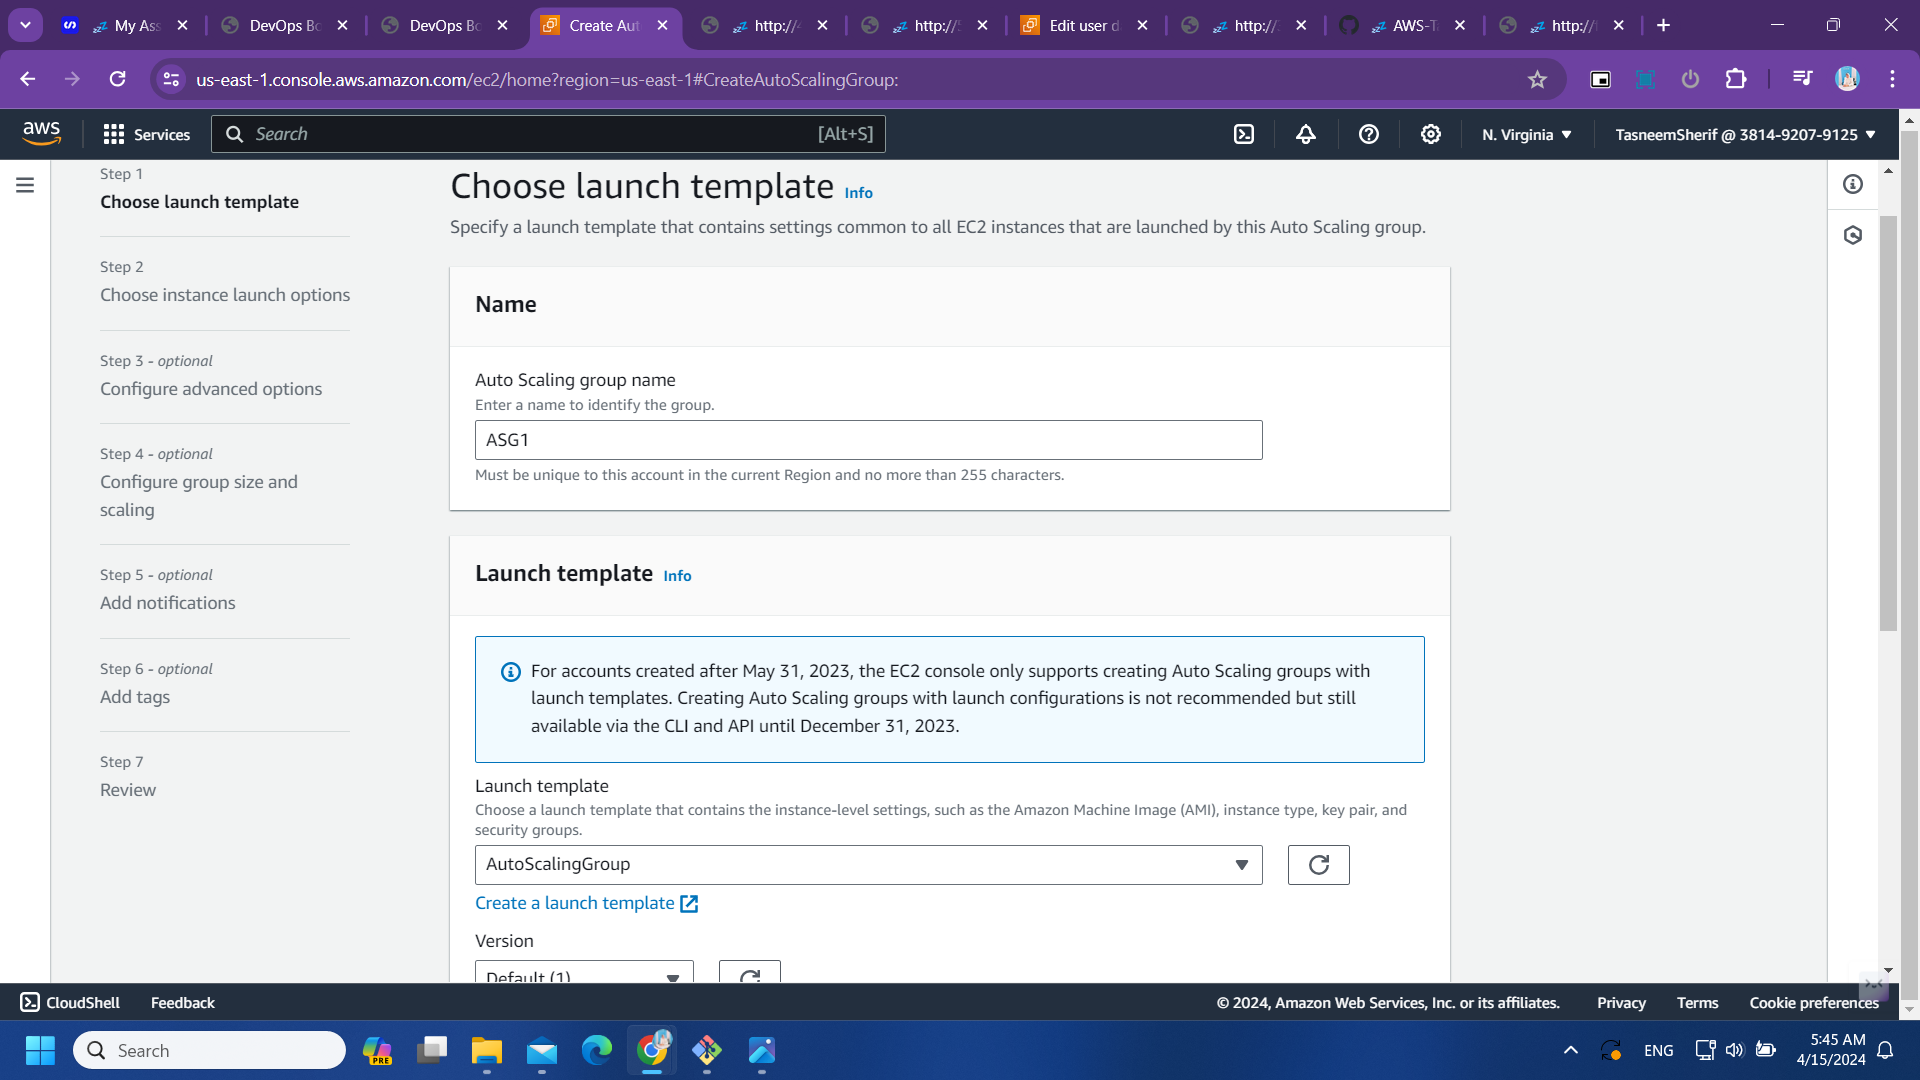 My Ass
DevOps Bo
DevOps Bo
Create Aut
http://
http://
Edit user d
http://
AWS-T
http://
us-east-1.console.aws.amazon.com/ec2/home?region=us-east-1#CreateAutoScalingGroup:
aws
Services
Search
[Alt+S]
N. Virginia
TasneemSherif @ 3814-9207-9125
Step 1
Choose launch template
Step 2
Choose instance launch options
Step 3 - optional
Configure advanced options
Step 4 - optional
Configure group size and
scaling
Step 5 - optional
Add notifications
Step 6 - optional
Add tags
Step 7
Review
Choose launch template Info
Specify a launch template that contains settings common to all EC2 instances that are launched by this Auto Scaling group.
Name
Auto Scaling group name
Enter a name to identify the group.
ASG1
Must be unique to this account in the current Region and no more than 255 characters.
Launch template Info
For accounts created after May 31, 2023, the EC2 console only supports creating Auto Scaling groups with
launch templates. Creating Auto Scaling groups with launch configurations is not recommended but still
available via the CLI and API until December 31, 2023.
Launch template
Choose a launch template that contains the instance-level settings, such as the Amazon Machine Image (AMI), instance type, key pair, and
security groups.
AutoScalingGroup
Create a launch template
Version
Default (1)
CloudShell
Feedback
© 2024, Amazon Web Services, Inc. or its affiliates.
Privacy
Terms
Cookie preferences
Search
PRE
ENG
5:45 AM
4/15/2024